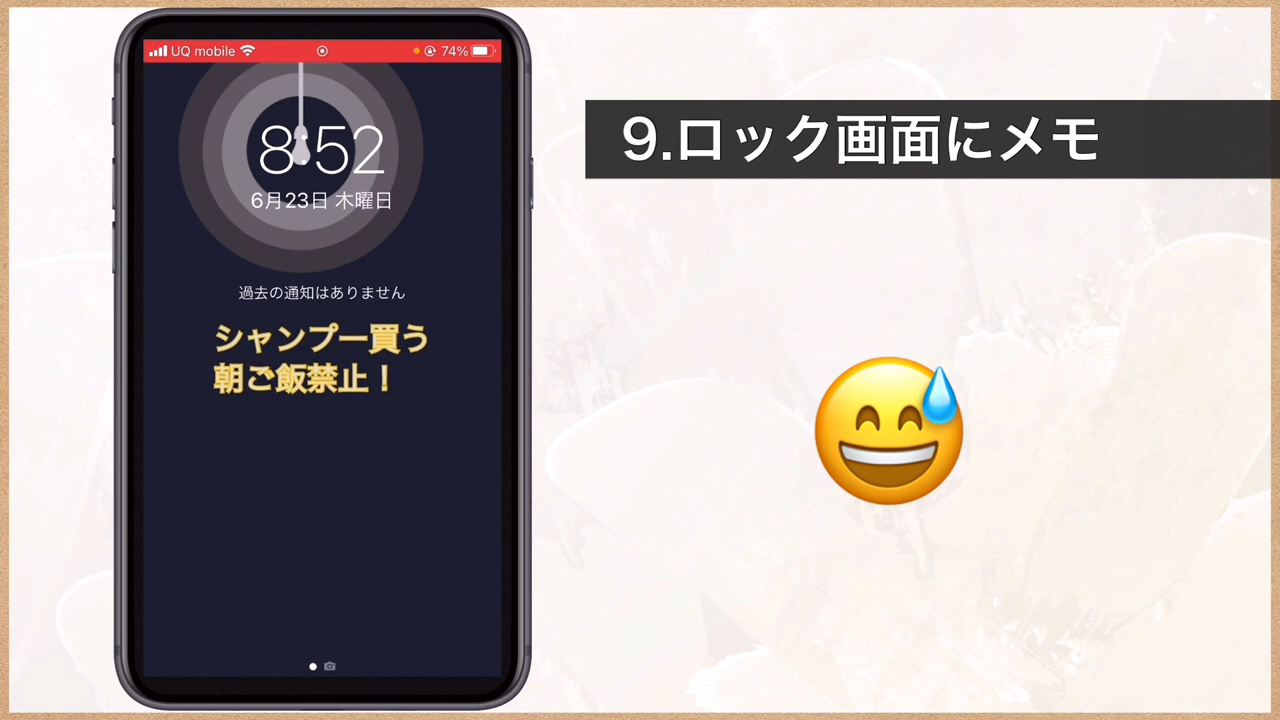 UQ mobile
74%
8:52
6月23日 木曜日
過去の通知はありません
シャンプー買う
朝ご飯禁止！
9.ロック画面にメモ